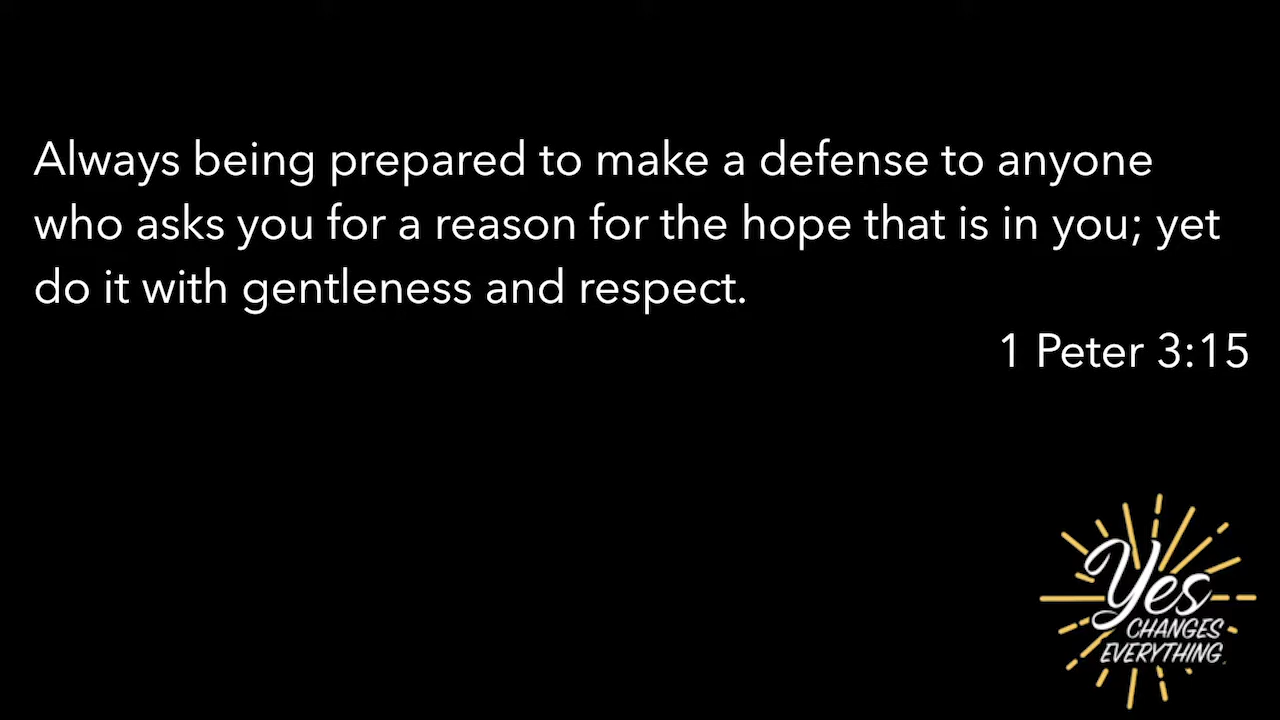 Always being prepared to make a defense to anyone
who asks you for a reason for the hope that is in you; yet
do it with gentleness and respect.
1 Peter 3:15
Yes
CHANGES
EVERYTHING.